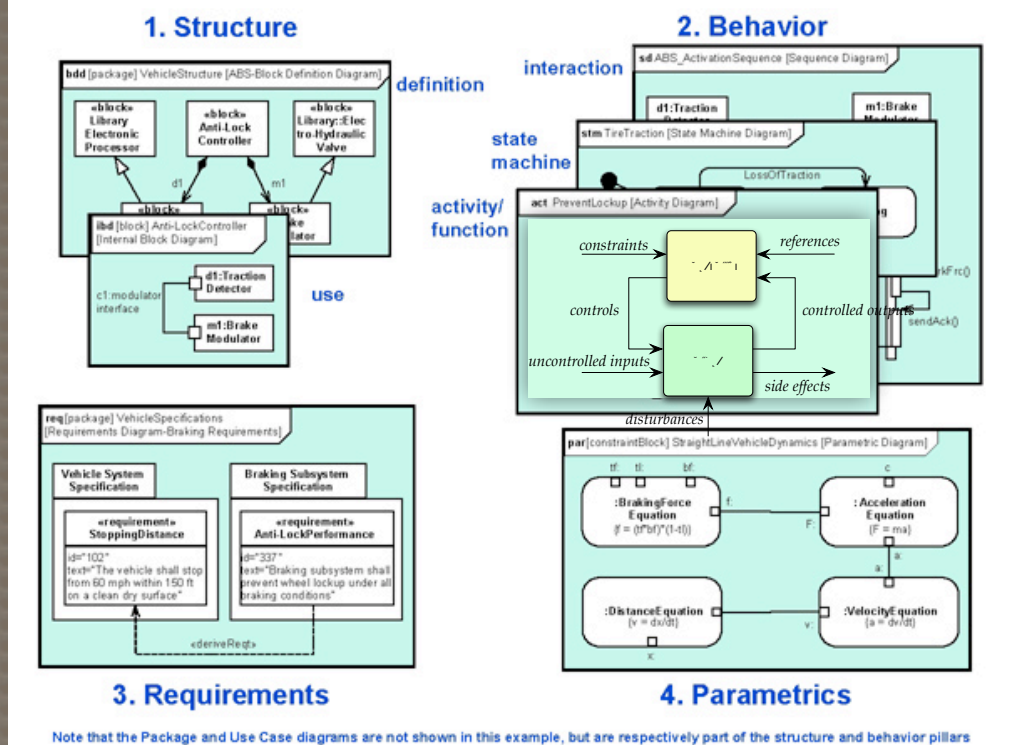 1. Structure
2. Behavior
bdd [package] VehicleStructure [ABS-Block Definition Diagram]
definition
«block»
Library
Electronic
Processor
«block»
Anti-Lock
Controller
«block»
Library::Elec
tro-Hydraulic
Valve
d1
m1
«block»
«block»
ibd [block] Anti-LockController
[Internal Block Diagram]
use
d1:Traction
Detector
c1:modulator
interface
m1:Brake
Modulator
interaction
sd ABS_ActivationSequence [Sequence Diagram]
d1:Traction
Detector
m1:Brake
Modulator
state
machine
stm TireTraction [State Machine Diagram]
LossOfTraction
activity/
function
act PreventLockup [Activity Diagram]
constraints
references
controls
controlled outputs
uncontrolled inputs
side effects
disturbances
sendAck()
req [package] VehicleSpecifications
[Requirements Diagram-Braking Requirements]
Vehicle System
Specification
Braking Subsystem
Specification
«requirement»
StoppingDistance
id="102"
text="The vehicle shall stop
from 60 mph within 150 ft
on a clean dry surface"
«requirement»
Anti-LockPerformance
id="337"
text="Braking subsystem shall
prevent wheel lockup under all
braking conditions"
«deriveReqt»
par [constraintBlock] StraightLineVehicleDynamics [Parametric Diagram]
tf:
tl:
bf:
c
:BrakingForce
Equation
{f = (tf*bf)*(1-tl)}
f:
F:
:Acceleration
Equation
{F = ma}
a:
a:
:DistanceEquation
{v = dx/dt}
v:
:VelocityEquation
{a = dv/dt}
x:
3. Requirements
4. Parametrics
Note that the Package and Use Case diagrams are not shown in this example, but are respectively part of the structure and behavior pillars